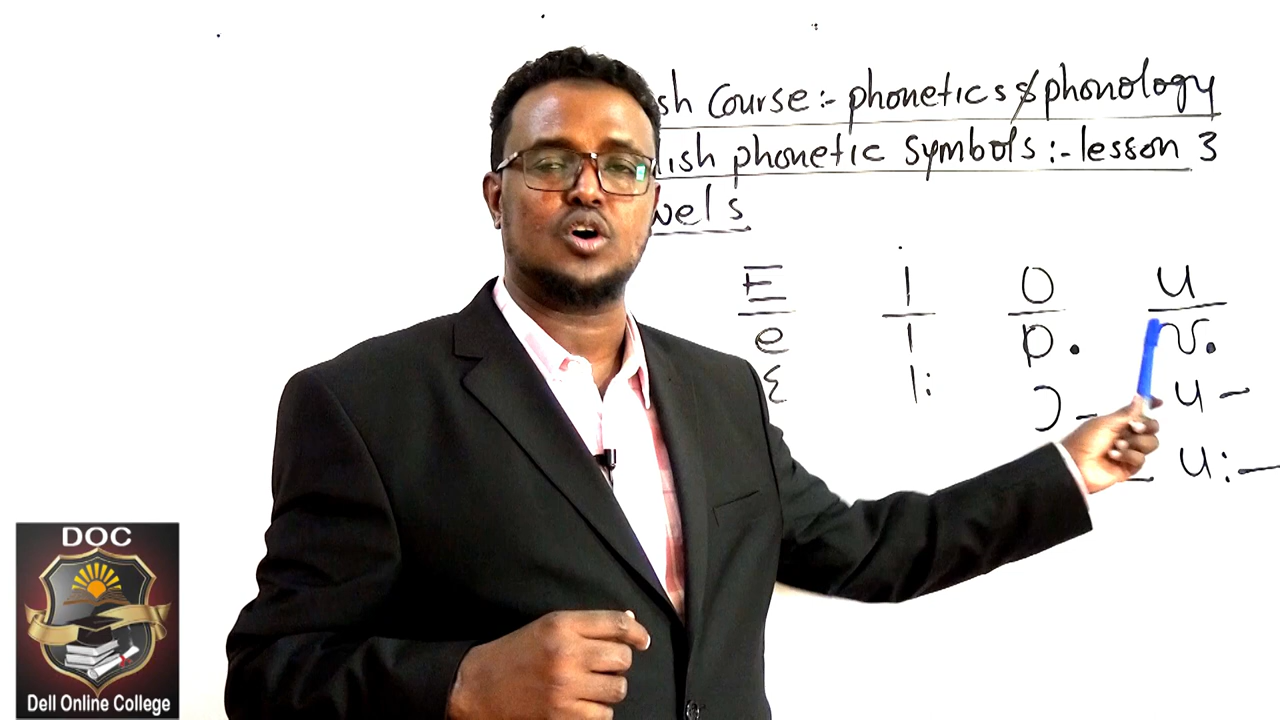 sh Course:- phonetics & phonology
lish phonetic symbols:- lesson 3
wels
E i O U
e I ɒ. ʊ.
ɛ I: ɔ - u -
u: -
DOC
Dell Online College